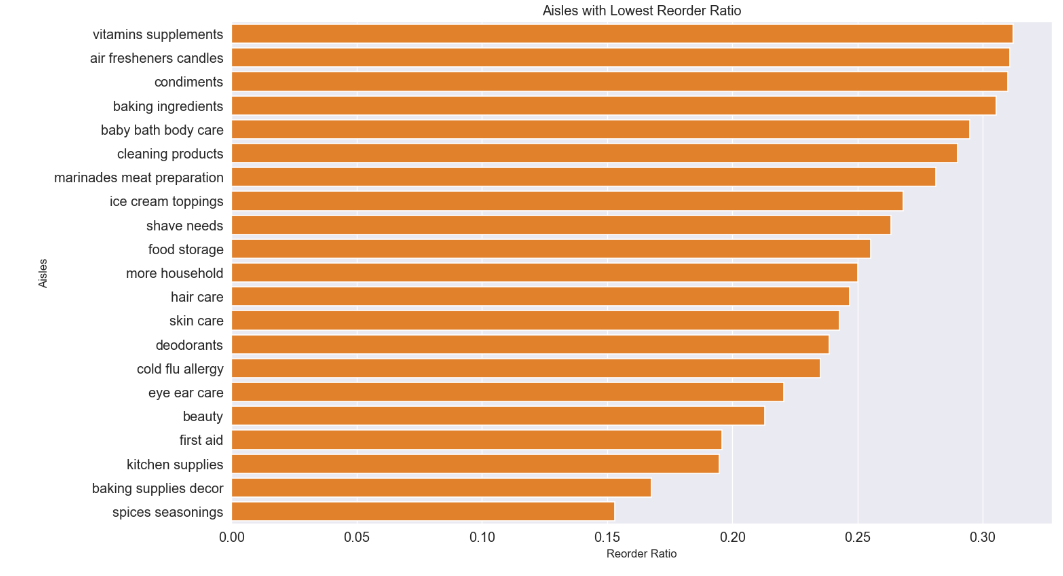 Aisles with Lowest Reorder Ratio
vitamins supplements
air fresheners candles
condiments
baking ingredients
baby bath body care
cleaning products
marinades meat preparation
ice cream toppings
shave needs
food storage
more household
hair care
skin care
deodorants
cold flu allergy
eye ear care
beauty
first aid
kitchen supplies
baking supplies decor
spices seasonings
Aisles
0.00 0.05 0.10 0.15 0.20 0.25 0.30
Reorder Ratio